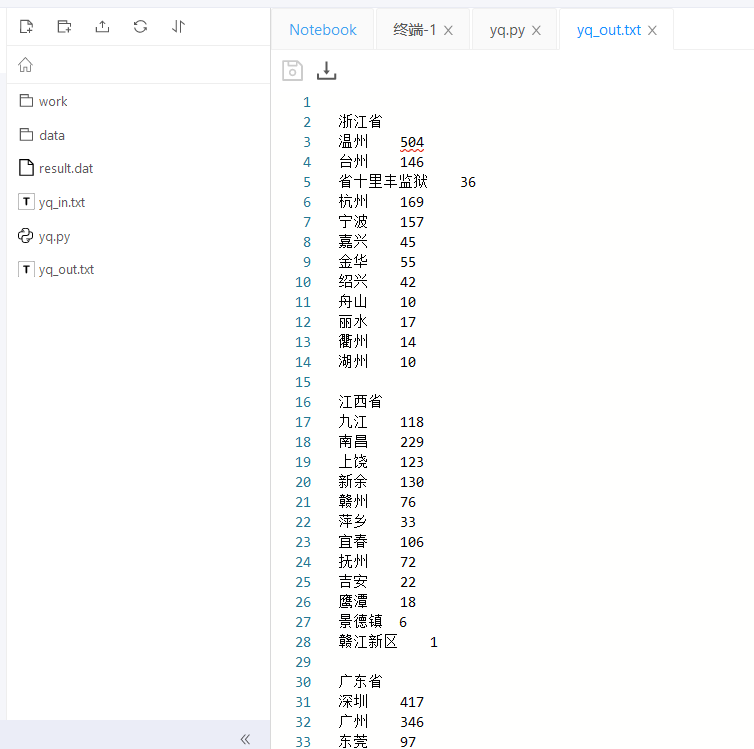 Notebook
终端-1
yq.py
yq_out.txt
work
data
result.dat
T yq_in.txt
yq.py
T yq_out.txt
1
2 浙江省
3 温州 504
4 台州 146
5 省十里丰监狱 36
6 杭州 169
7 宁波 157
8 嘉兴 45
9 金华 55
10 绍兴 42
11 舟山 10
12 丽水 17
13 衢州 14
14 湖州 10
15
16 江西省
17 九江 118
18 南昌 229
19 上饶 123
20 新余 130
21 赣州 76
22 萍乡 33
23 宜春 106
24 抚州 72
25 吉安 22
26 鹰潭 18
27 景德镇 6
28 赣江新区 1
29
30 广东省
31 深圳 417
32 广州 346
33 东莞 97